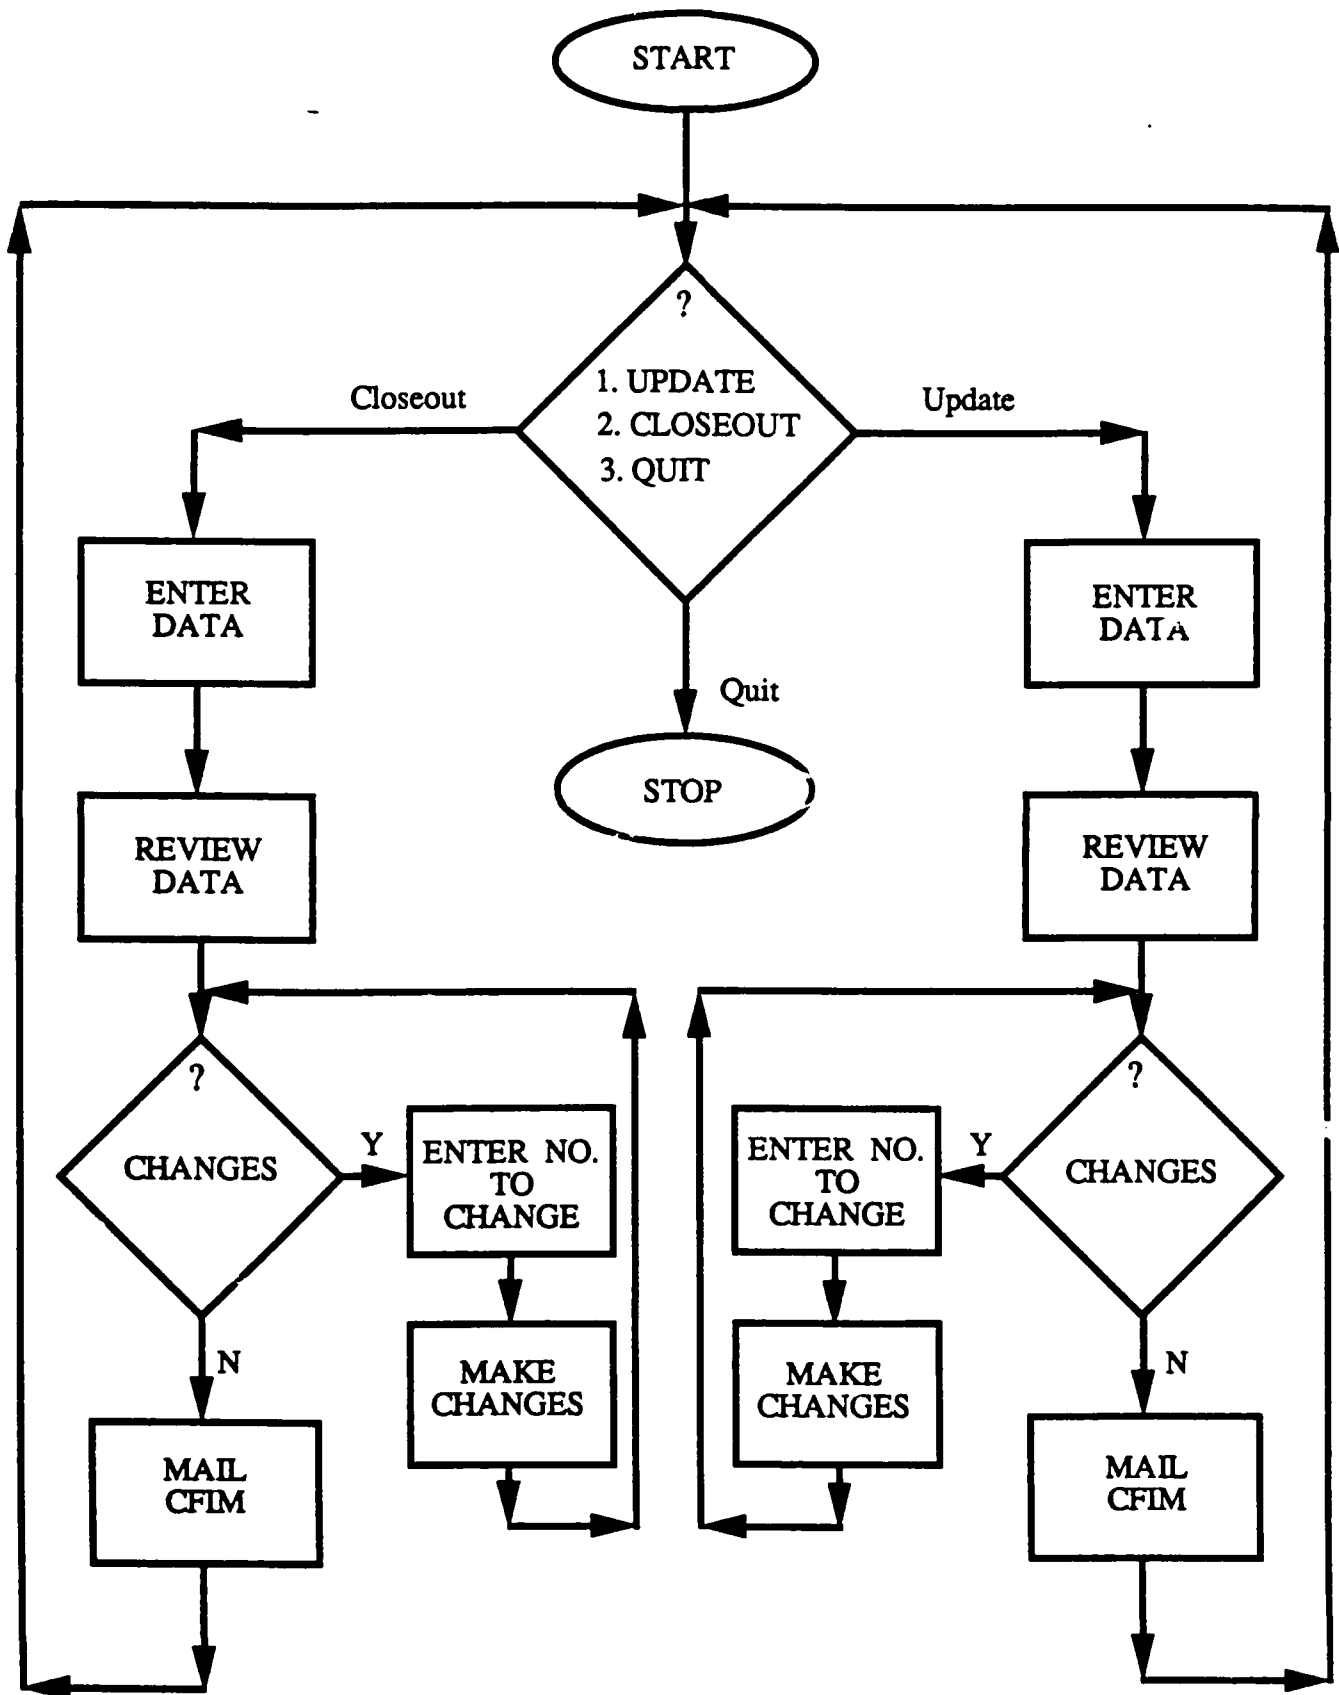 START
?
1. UPDATE
2. CLOSEOUT
3. QUIT
Closeout
Update
Quit
STOP
ENTER
DATA
REVIEW
DATA
?
CHANGES
Y
ENTER NO.
TO
CHANGE
MAKE
CHANGES
N
MAIL
CFIM
ENTER
DATA
REVIEW
DATA
?
CHANGES
Y
ENTER NO.
TO
CHANGE
MAKE
CHANGES
N
MAIL
CFIM